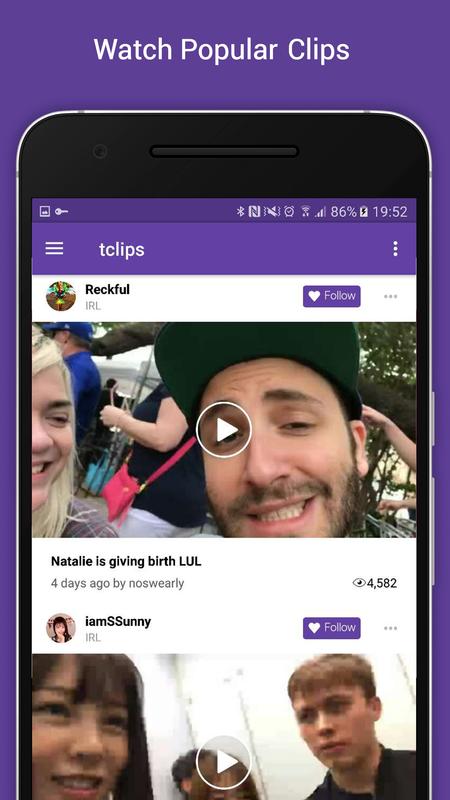 Watch Popular Clips
86% 19:52
tclips
Reckful
Follow
IRL
Natalie is giving birth LUL
4 days ago by noswearly
4,582
iamSSunny
Follow
IRL